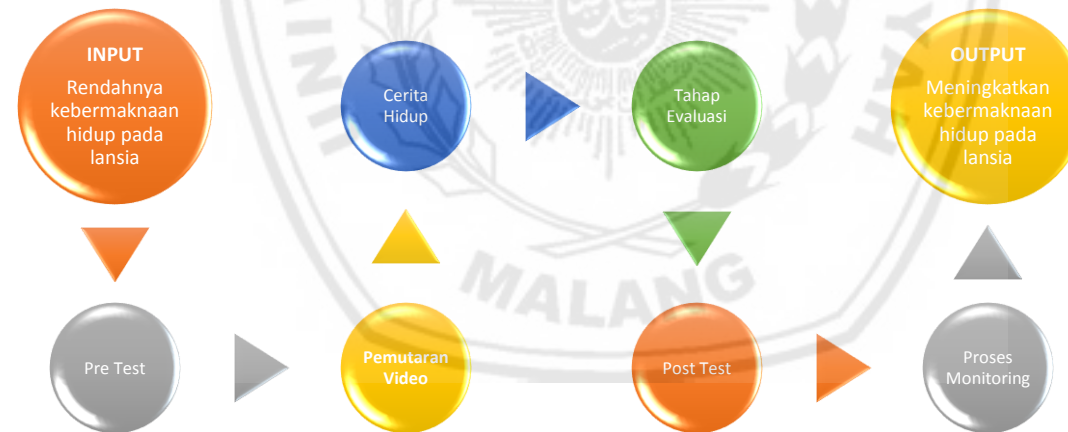 INPUT
Rendahnya
kebermaknaan
hidup pada
lansia
Pre Test
Pemutaran
Video
Cerita
Hidup
Tahap
Evaluasi
Post Test
Proses
Monitoring
OUTPUT
Meningkatkan
kebermaknaan
hidup pada
lansia
MALANG